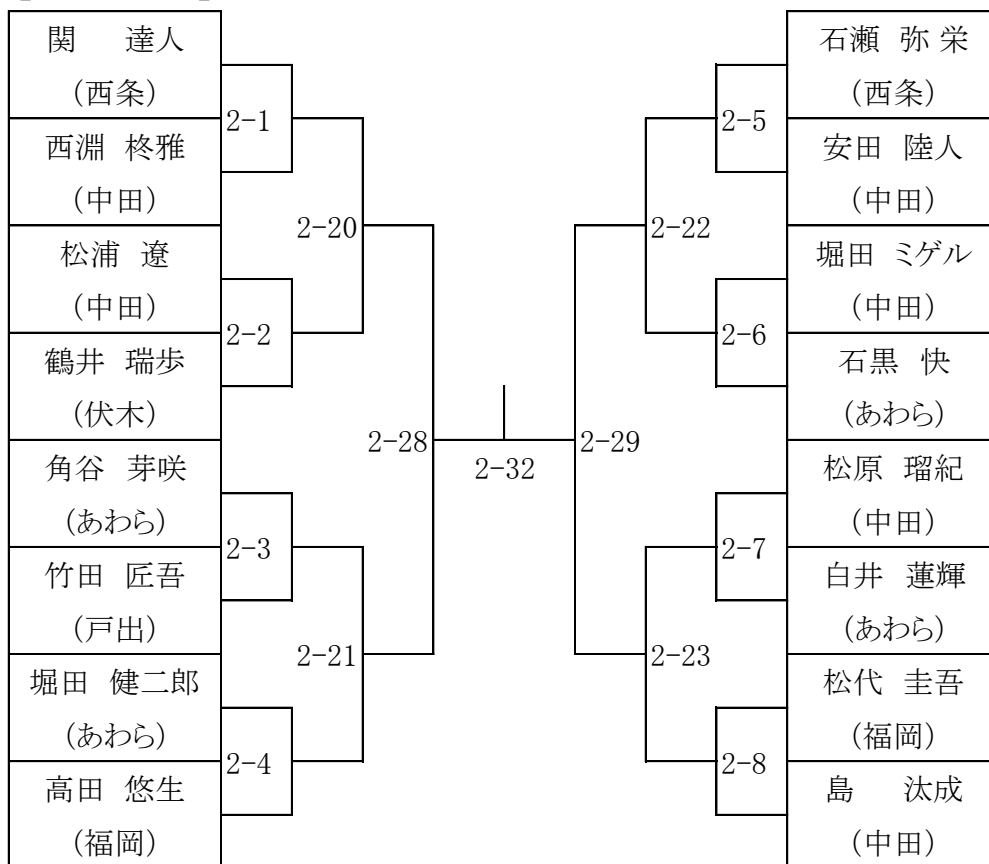 関　達人
(西条)
西淵 柊雅
(中田)
松浦 遼
(中田)
鶴井 瑞歩
(伏木)
角谷 芽咲
(あわら)
竹田 匠吾
(戸出)
堀田 健二郎
(あわら)
高田 悠生
(福岡)
2-1
2-2
2-3
2-4
2-20
2-21
2-28
2-32
2-29
2-22
2-23
2-5
2-6
2-7
2-8
石瀬 弥栄
(西条)
安田 陸人
(中田)
堀田 ミゲル
(中田)
石黒 快
(あわら)
松原 瑠紀
(中田)
白井 蓮輝
(あわら)
松代 圭吾
(福岡)
島　汰成
(中田)